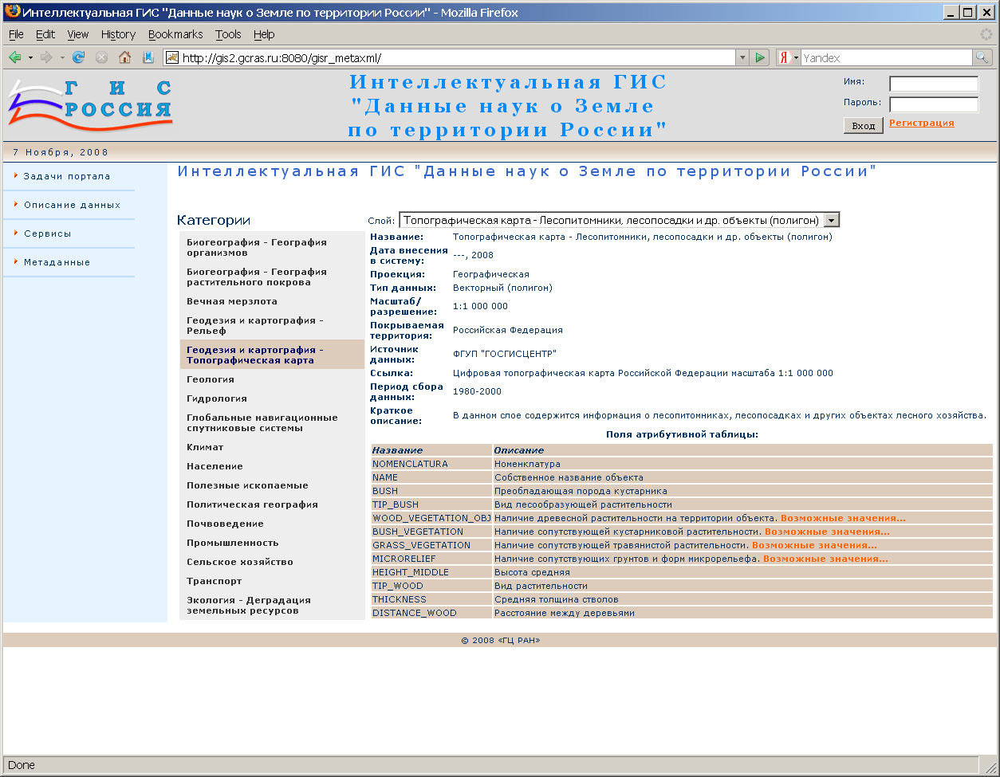 Интеллектуальная ГИС "Данные наук о Земле по территории России" - Mozilla Firefox
File Edit View History Bookmarks Tools Help
http://gis2.gcras.ru:8080/gisr_metaxml/
Я Yandex
Г И С
РОССИЯ
Интеллектуальная ГИС
"Данные наук о Земле
по территории России"
Имя:
Пароль:
Вход Регистрация
7 Ноября, 2008
Задачи портала
Описание данных
Сервисы
Метаданные
Интеллектуальная ГИС "Данные наук о Земле по территории России"
Категории
Биогеография - География
организмов
Биогеография - География
растительного покрова
Вечная мерзлота
Геодезия и картография -
Рельеф
Геодезия и картография -
Топографическая карта
Геология
Гидрология
Глобальные навигационные
спутниковые системы
Климат
Население
Полезные ископаемые
Политическая география
Почвоведение
Промышленность
Сельское хозяйство
Транспорт
Экология - Деградация
земельных ресурсов
Слой: Топографическая карта - Лесопитомники, лесопосадки и др. объекты (полигон)
Название: Топографическая карта - Лесопитомники, лесопосадки и др. объекты (полигон)
Дата внесения
в систему: ---, 2008
Проекция: Географическая
Тип данных: Векторный (полигон)
Масштаб/
разрешение: 1:1 000 000
Покрываемая
территория: Российская Федерация
Источник
данных: ФГУП "ГОСГИСЦЕНТР"
Ссылка: Цифровая топографическая карта Российской Федерации масштаба 1:1 000 000
Период сбора
данных: 1980-2000
Краткое
описание: В данном слое содержится информация о лесопитомниках, лесопосадках и других объектах лесного хозяйства.
Поля атрибутивной таблицы:
Название Описание
NOMENCLATURA Номенклатура
NAME Собственное название объекта
BUSH Преобладающая порода кустарника
TIP_BUSH Вид лесообразующей растительности
WOOD_VEGETATION_OBJ Наличие древесной растительности на территории объекта. Возможные значения...
BUSH_VEGETATION Наличие сопутствующей кустарниковой растительности. Возможные значения...
GRASS_VEGETATION Наличие сопутствующей травянистой растительности. Возможные значения...
MICRORELIEF Наличие сопутствующих грунтов и форм микрорельефа. Возможные значения...
HEIGHT_MIDDLE Высота средняя
TIP_WOOD Вид растительности
THICKNESS Средняя толщина стволов
DISTANCE_WOOD Расстояние между деревьями
© 2008 «ГЦ РАН»
Done